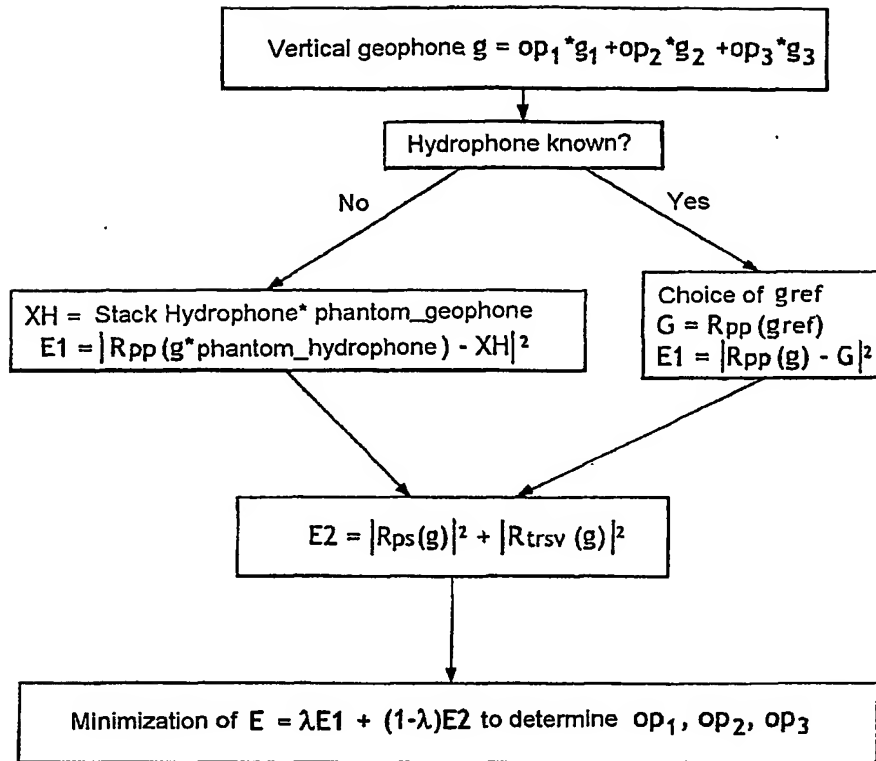 Vertical geophone g = op₁*g₁ +op₂*g₂ +op₃*g₃
Hydrophone known?
No
Yes
XH = Stack Hydrophone* phantom_geophone
E1 = |Rpp (g*phantom_hydrophone) - XH|²
Choice of gref
G = Rpp (gref)
E1 = |Rpp (g) - G|²
E2 = |Rps (g)|² + |Rtrsv (g)|²
Minimization of E = λE1 + (1-λ)E2 to determine op₁, op₂, op₃